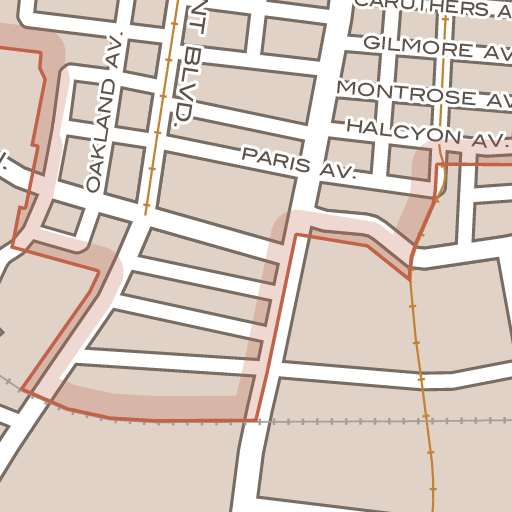 CARUTHERS A
GILMORE AV
MONTROSE AV
HALCYON AV.
PARIS AV.
OAKLAND AV.
NT BLVD.
V.